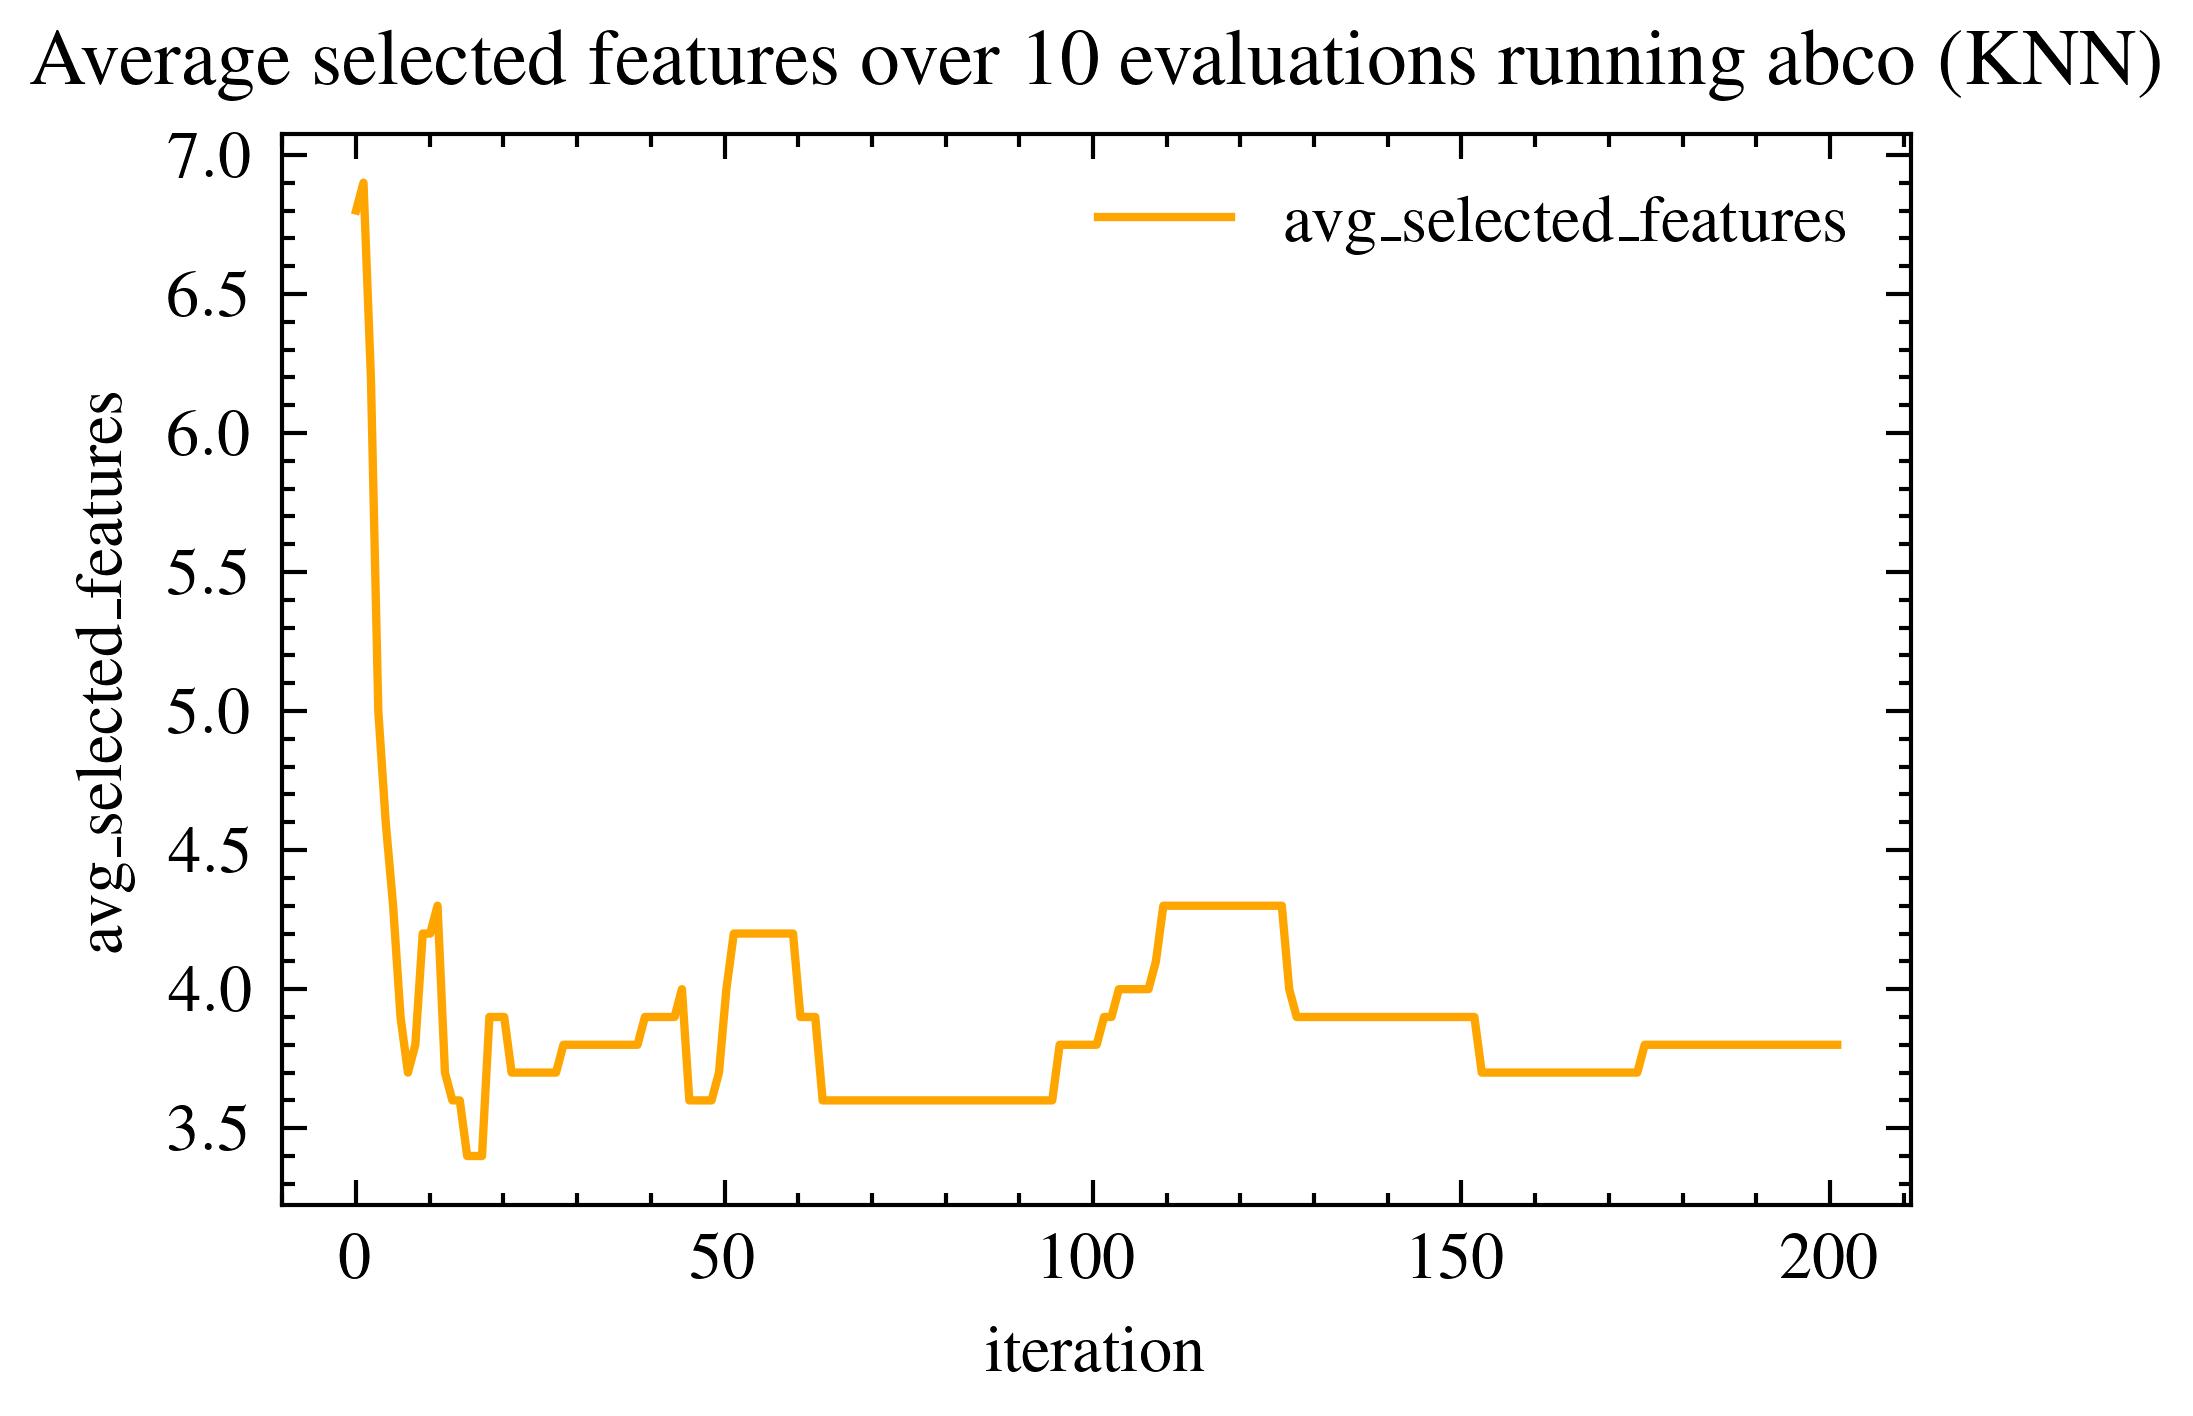 Average selected features over 10 evaluations running abco (KNN)
7.0
6.5
6.0
5.5
5.0
4.5
4.0
3.5
avg_selected_features
avg_selected_features
0 50 100 150 200
iteration